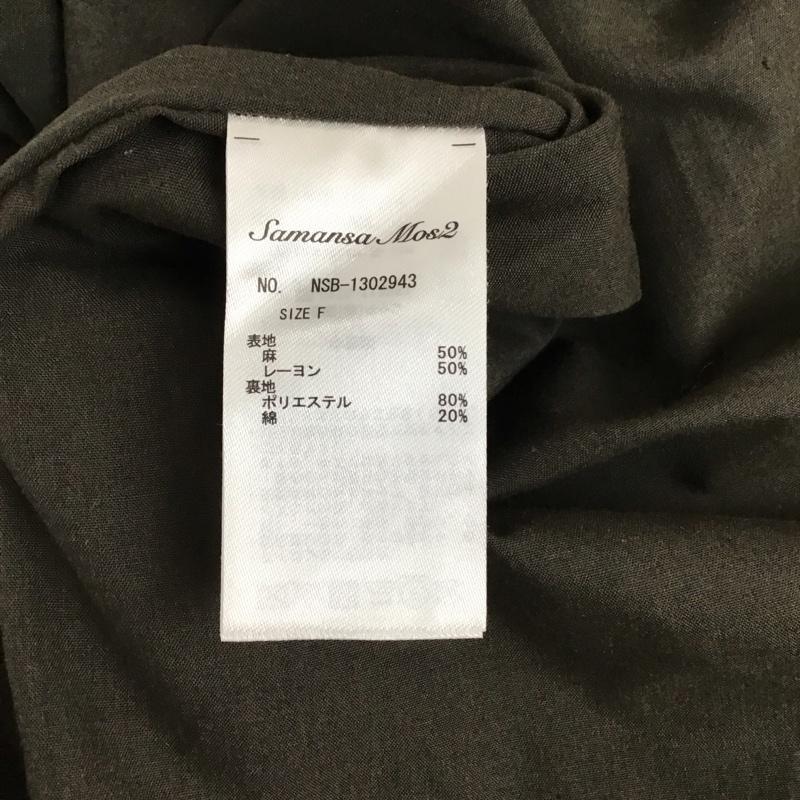 Samansa Mos2
NO. NSB-1302943
SIZE F
表地
麻 50%
レーヨン 50%
裏地
ポリエステル 80%
綿 20%